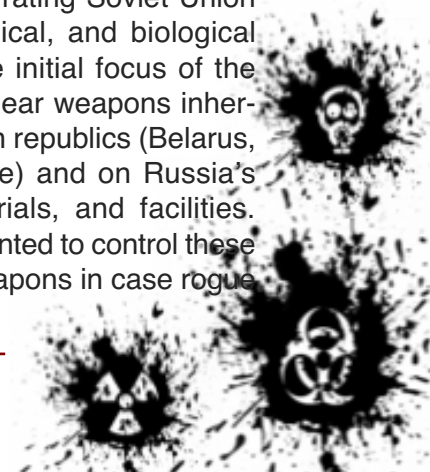 rating Soviet Union
ical, and biological
e initial focus of the
ear weapons inher-
n republics (Belarus,
e) and on Russia's
rials, and facilities.
nted to control these
apons in case rogue